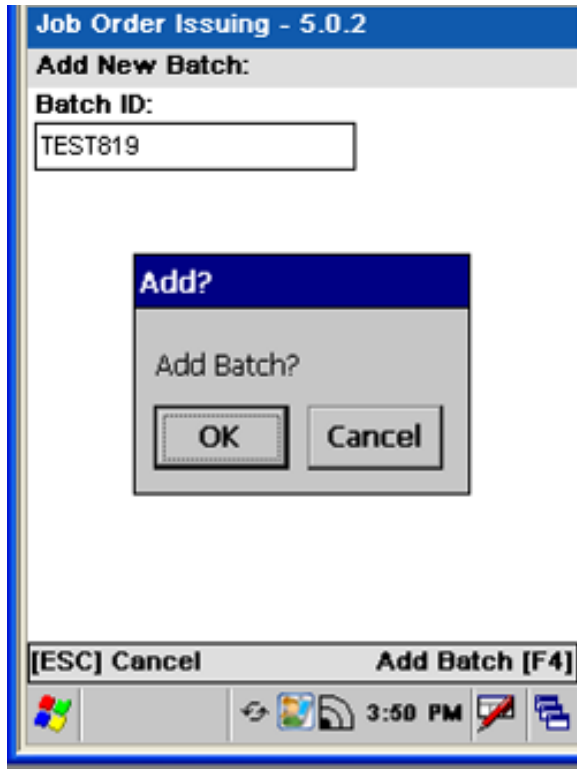 Job Order Issuing - 5.0.2
Add New Batch:
Batch ID:
TEST819
Add?
Add Batch?
OK Cancel
[ESC] Cancel Add Batch [F4]
3:50 PM